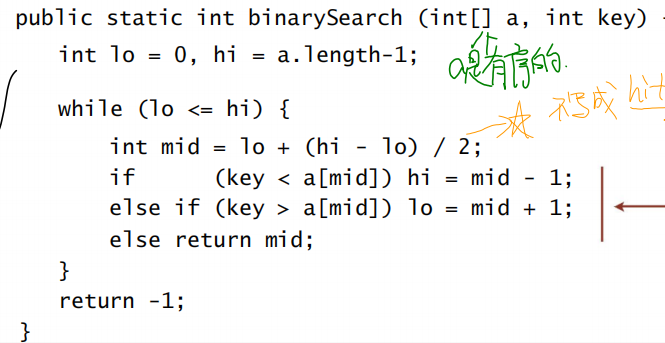 public static int binarySearch (int[] a, int key)
int lo = 0, hi = a.length-1;
a是有序的.
while (lo <= hi) {
不写成 hi+
int mid = lo + (hi - lo) / 2;
if (key < a[mid]) hi = mid - 1;
else if (key > a[mid]) lo = mid + 1;
else return mid;
}
return -1;
}